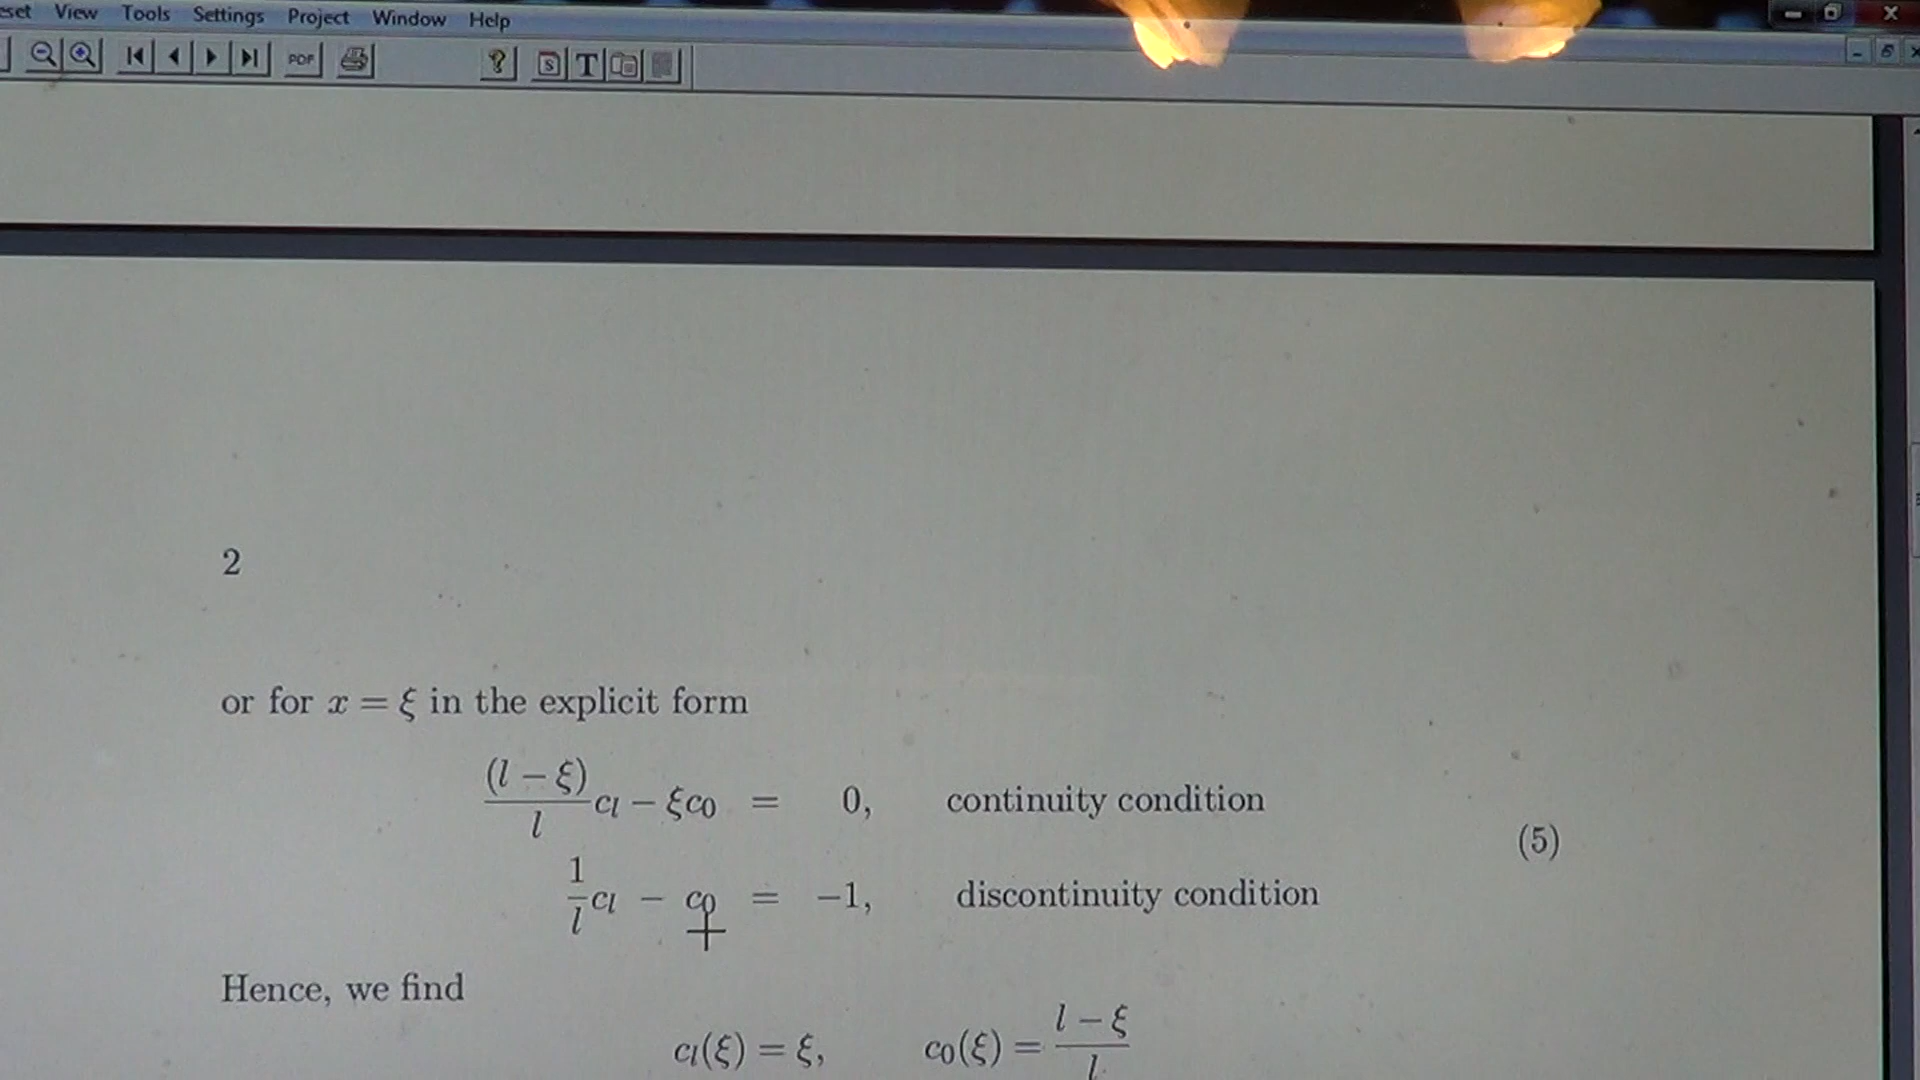 View Tools Settings Project Window Help
PDF ? S T
2
or for x = ξ in the explicit form
(l − ξ)/l c_l − ξc_0 = 0, continuity condition
(5)
1/l c_l − c_0 = −1, discontinuity condition
Hence, we find
c_l(ξ) = ξ, c_0(ξ) = (l − ξ)/l